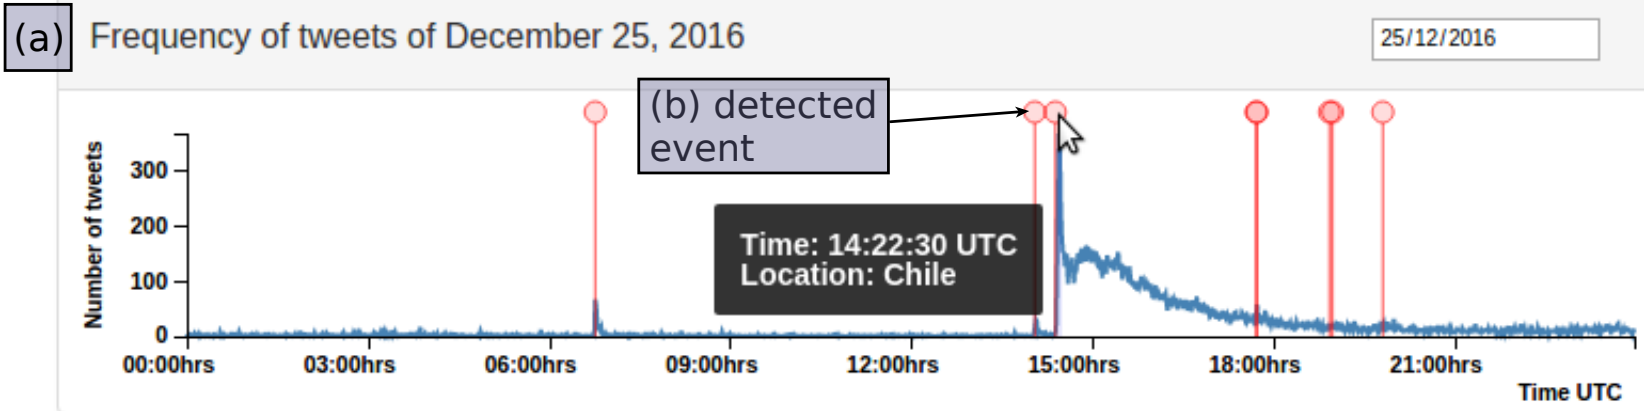 (a)
Frequency of tweets of December 25, 2016
25/12/2016
(b) detected
event
Number of tweets
300
200
100
0
Time: 14:22:30 UTC
Location: Chile
00:00hrs 03:00hrs 06:00hrs 09:00hrs 12:00hrs 15:00hrs 18:00hrs 21:00hrs
Time UTC